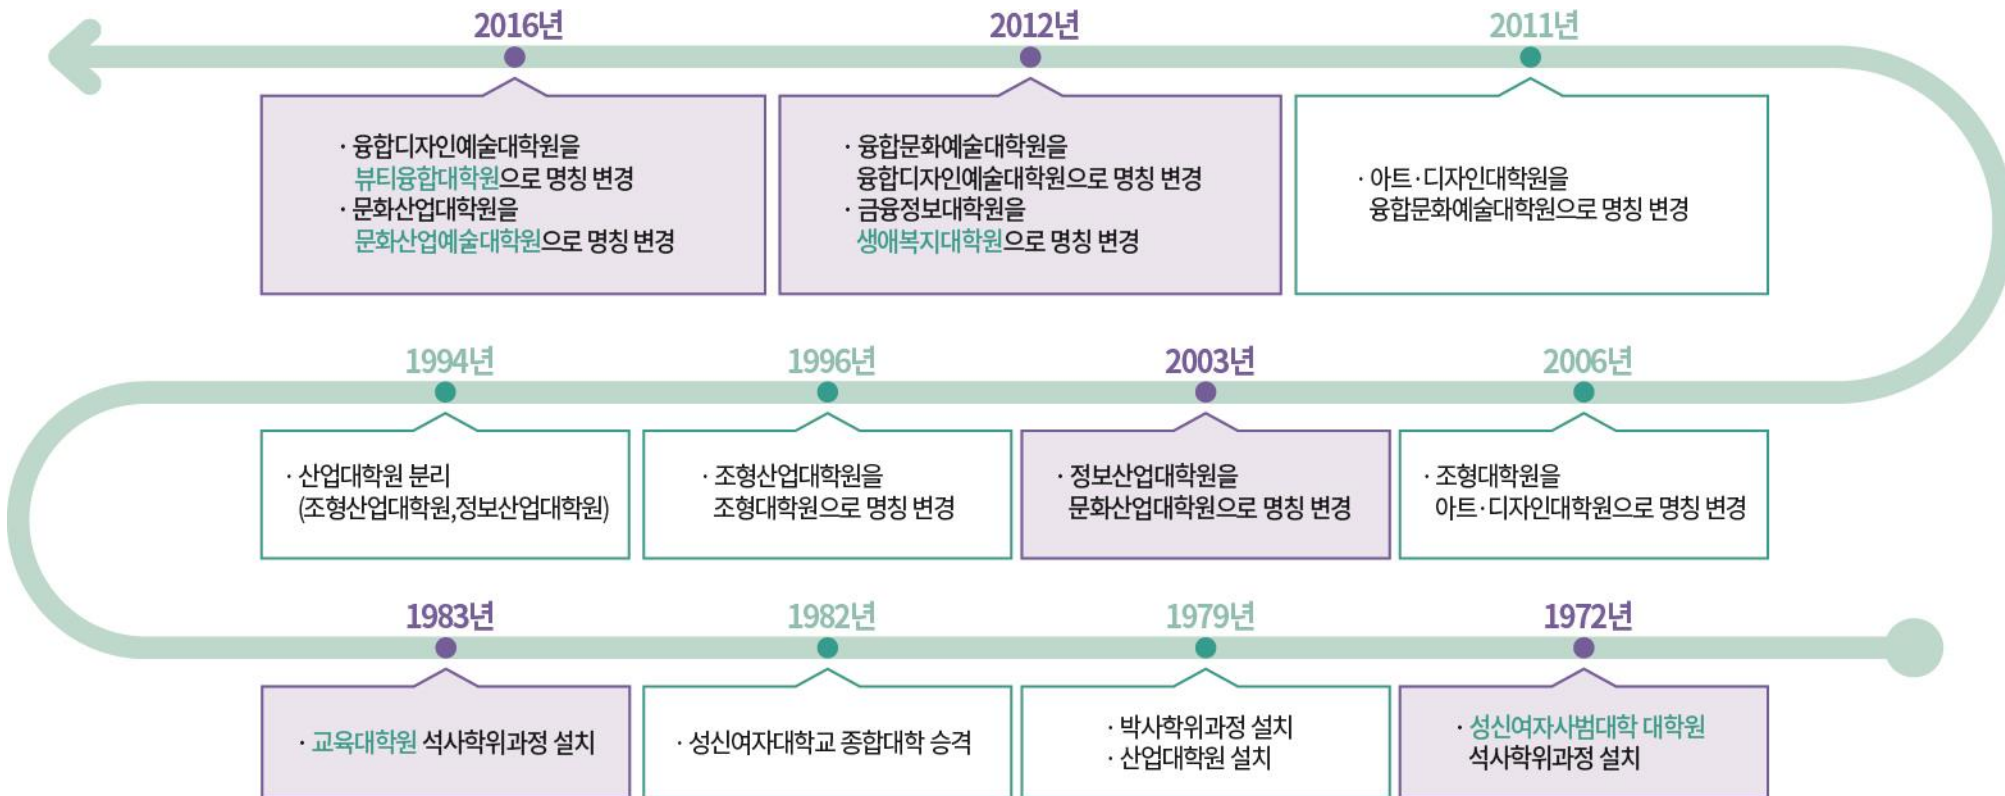 2016년
· 융합디자인예술대학원을
뷰티융합대학원으로 명칭 변경
· 문화산업대학원을
문화산업예술대학원으로 명칭 변경
2012년
· 융합문화예술대학원을
융합디자인예술대학원으로 명칭 변경
· 금융정보대학원을
생애복지대학원으로 명칭 변경
2011년
· 아트·디자인대학원을
융합문화예술대학원으로 명칭 변경
1994년
· 산업대학원 분리
(조형산업대학원,정보산업대학원)
1996년
· 조형산업대학원을
조형대학원으로 명칭 변경
2003년
· 정보산업대학원을
문화산업대학원으로 명칭 변경
2006년
· 조형대학원을
아트·디자인대학원으로 명칭 변경
1983년
· 교육대학원 석사학위과정 설치
1982년
· 성신여자대학교 종합대학 승격
1979년
· 박사학위과정 설치
· 산업대학원 설치
1972년
· 성신여자사범대학 대학원
석사학위과정 설치